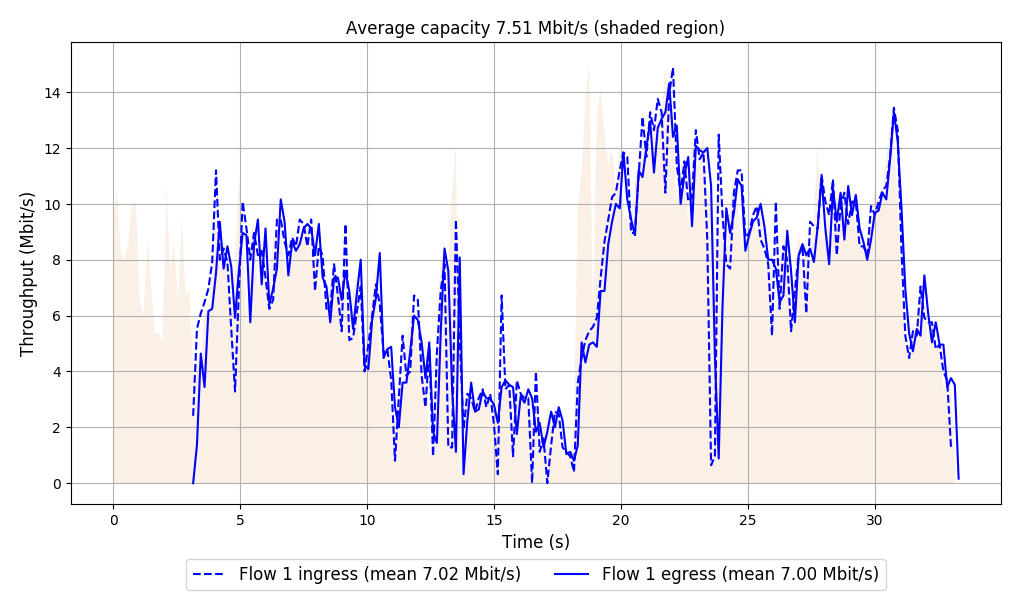 Average capacity 7.51 Mbit/s (shaded region)
Throughput (Mbit/s)
14
12
10
8
6
4
2
0
0 5 10 15 20 25 30
Time (s)
Flow 1 ingress (mean 7.02 Mbit/s) Flow 1 egress (mean 7.00 Mbit/s)